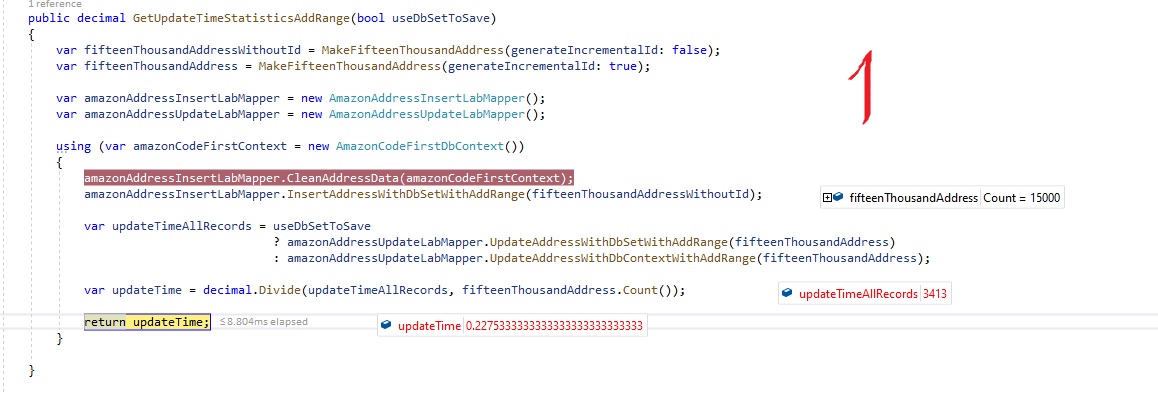 1 reference
public decimal GetUpdateTimeStatisticsAddRange(bool useDbSetToSave)
{
var fifteenThousandAddressWithoutId = MakeFifteenThousandAddress(generateIncrementalId: false);
var fifteenThousandAddress = MakeFifteenThousandAddress(generateIncrementalId: true);
1
var amazonAddressInsertLabMapper = new AmazonAddressInsertLabMapper();
var amazonAddressUpdateLabMapper = new AmazonAddressUpdateLabMapper();
using (var amazonCodeFirstContext = new AmazonCodeFirstDbContext())
{
amazonAddressInsertLabMapper.CleanAddressData(amazonCodeFirstContext);
amazonAddressInsertLabMapper.InsertAddressWithDbSetWithAddRange(fifteenThousandAddressWithoutId);
fifteenThousandAddress Count = 15000
var updateTimeAllRecords = useDbSetToSave
? amazonAddressUpdateLabMapper.UpdateAddressWithDbSetWithAddRange(fifteenThousandAddress)
: amazonAddressUpdateLabMapper.UpdateAddressWithDbContextWithAddRange(fifteenThousandAddress);
var updateTime = decimal.Divide(updateTimeAllRecords, fifteenThousandAddress.Count());
updateTimeAllRecords 3413
return updateTime; ≤8.804ms elapsed
updateTime 0.2275333333333333333333333333
}
}